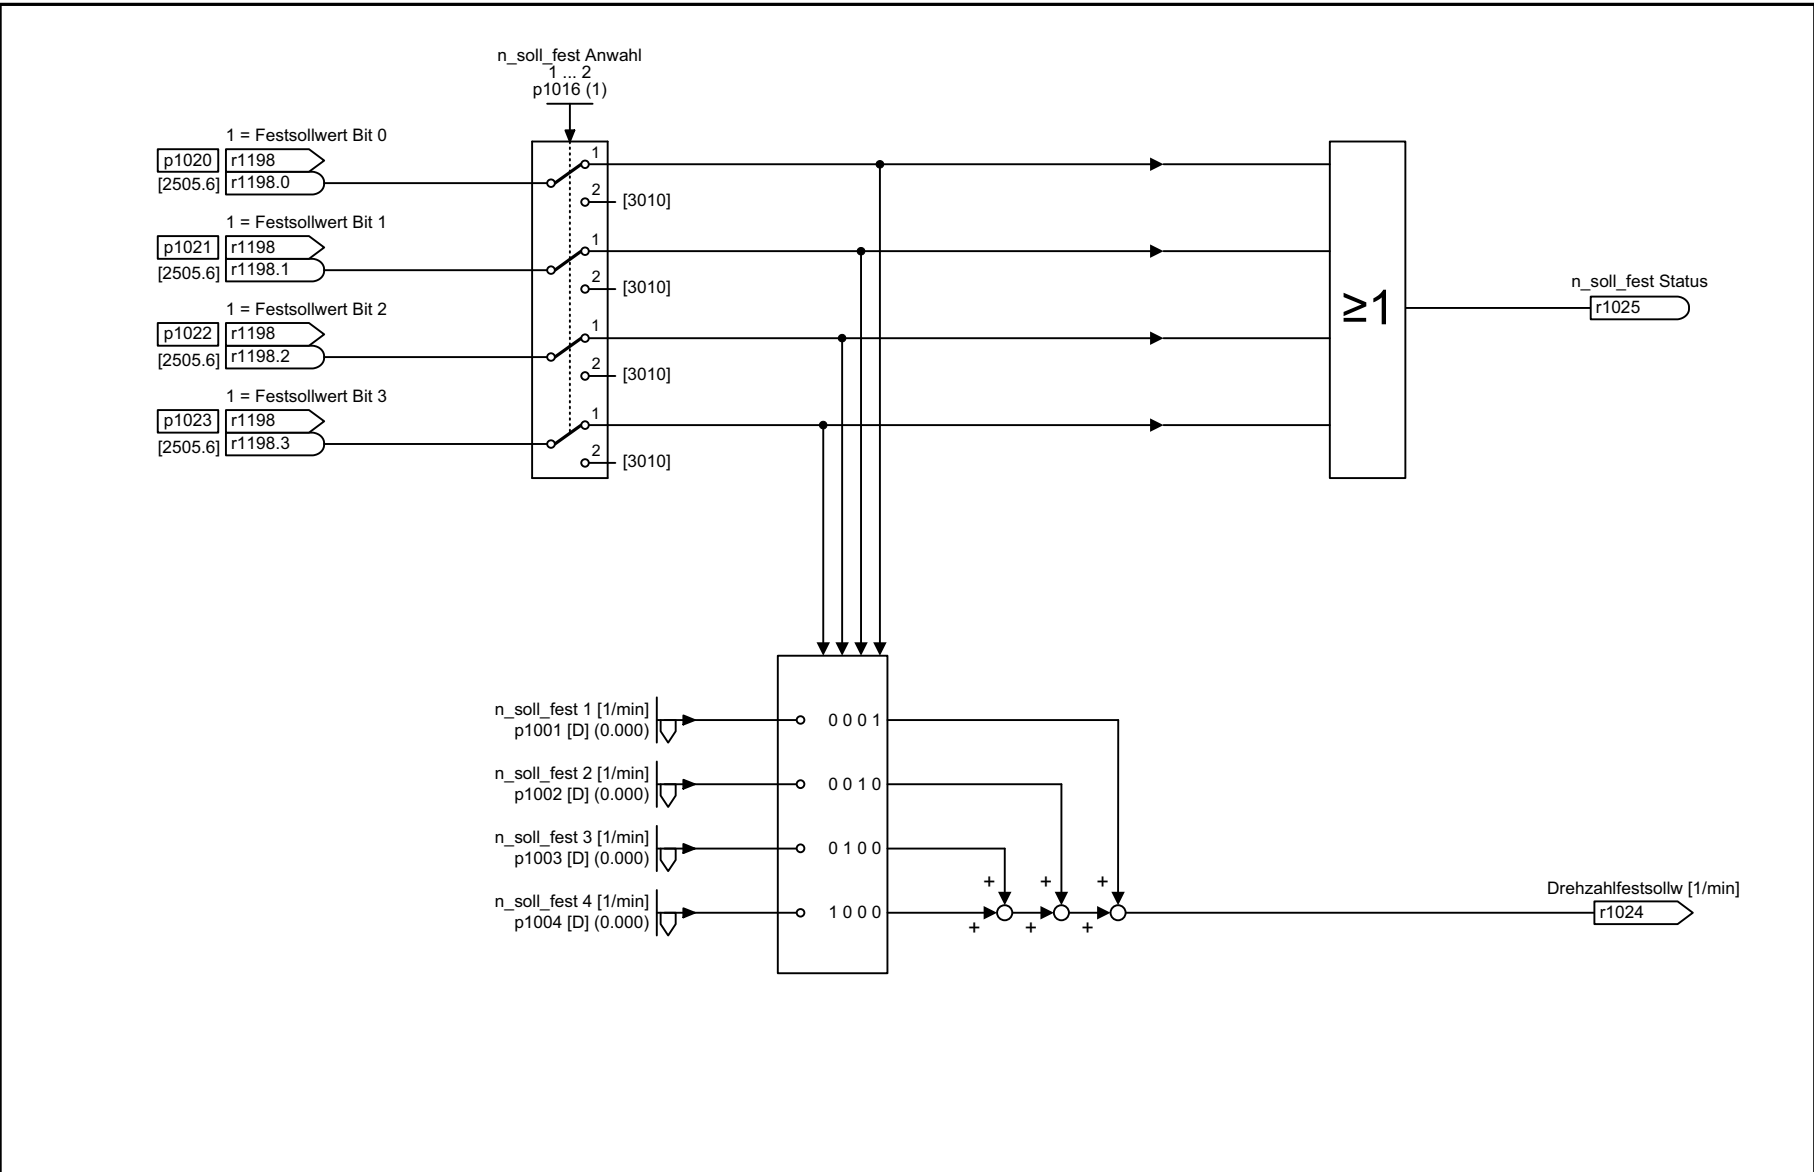 n_soll_fest Anwahl
1 ... 2
p1016 (1)
1 = Festsollwert Bit 0
p1020 r1198
[2505.6] r1198.0
1
2 [3010]
1 = Festsollwert Bit 1
p1021 r1198
[2505.6] r1198.1
1
2 [3010]
1 = Festsollwert Bit 2
p1022 r1198
[2505.6] r1198.2
1
2 [3010]
1 = Festsollwert Bit 3
p1023 r1198
[2505.6] r1198.3
1
2 [3010]
≥1
n_soll_fest Status
r1025
n_soll_fest 1 [1/min]
p1001 [D] (0.000)
0 0 0 1
n_soll_fest 2 [1/min]
p1002 [D] (0.000)
0 0 1 0
n_soll_fest 3 [1/min]
p1003 [D] (0.000)
0 1 0 0
n_soll_fest 4 [1/min]
p1004 [D] (0.000)
1 0 0 0
+ + +
+ + +
Drehzahlfestsollw [1/min]
r1024